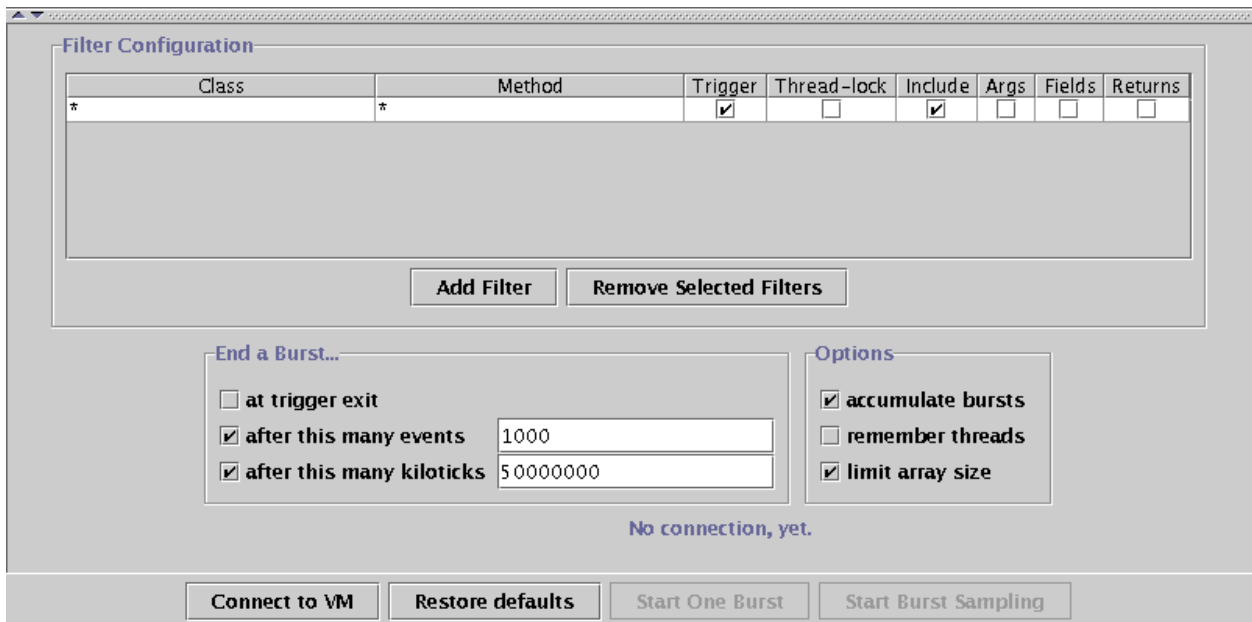 Filter Configuration
Class Method Trigger Thread-lock Include Args Fields Returns
* *
Add Filter Remove Selected Filters
End a Burst... Options
at trigger exit accumulate bursts
after this many events 1000 remember threads
after this many kiloticks 50000000 limit array size
No connection, yet.
Connect to VM Restore defaults Start One Burst Start Burst Sampling